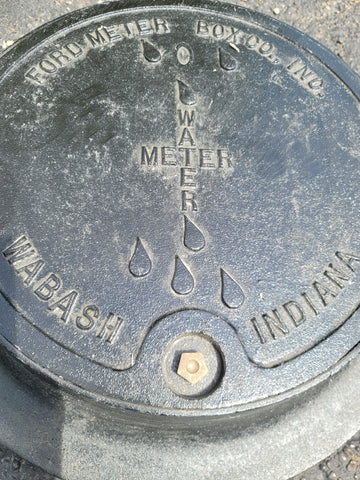 FORD METER BOX CO. INC.
WATER
METER
WABASH INDIANA